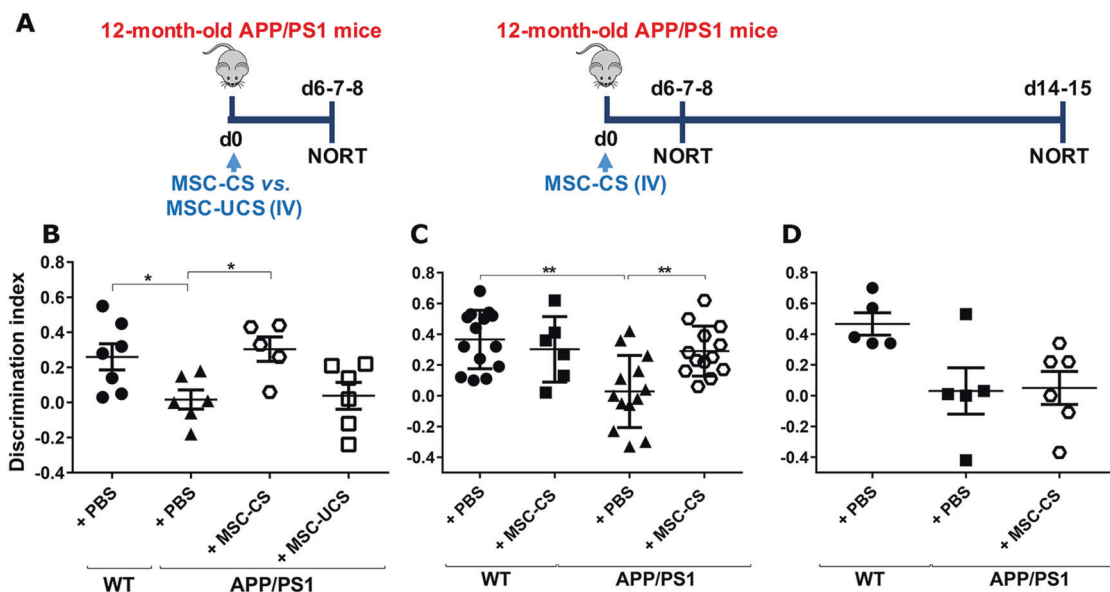 A
12-month-old APP/PS1 mice
d6-7-8
d0
NORT
MSC-CS vs.
MSC-UCS (IV)
12-month-old APP/PS1 mice
d6-7-8
d14-15
d0
NORT
NORT
MSC-CS (IV)
B
Discrimination index
0.8
0.6
0.4
0.2
0.0
-0.2
-0.4
*
*
+ PBS
+ PBS
+ MSC-CS
+ MSC-UCS
WT
APP/PS1
C
0.8
0.6
0.4
0.2
0.0
-0.2
-0.4
**
**
+ PBS
+ MSC-CS
+ PBS
+ MSC-CS
WT
APP/PS1
D
0.8
0.6
0.4
0.2
0.0
-0.2
-0.4
+ PBS
+ PBS
+ MSC-CS
WT
APP/PS1